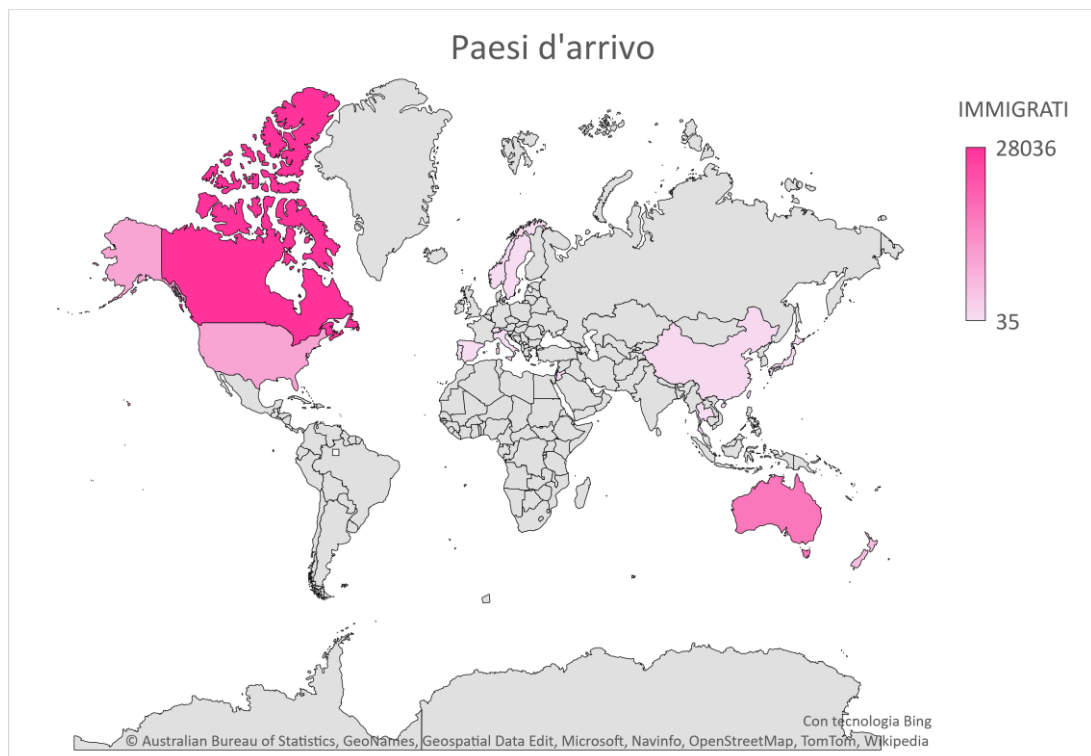 Paesi d'arrivo
IMMIGRATI
28036
35
Con tecnologia Bing
© Australian Bureau of Statistics, GeoNames, Geospatial Data Edit, Microsoft, Navinfo, OpenStreetMap, TomTom, Wikipedia